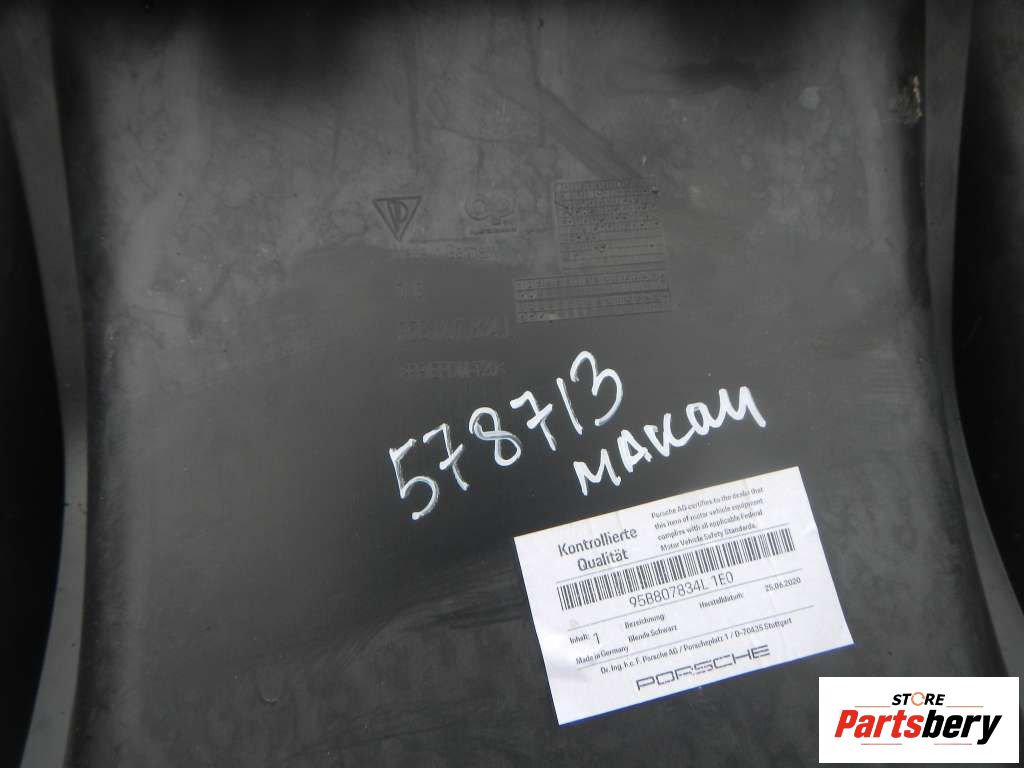 578713
Макан
Kontrollierte
Qualität
Porsche AG certifies to the dealer that
this item of motor vehicle equipment
complies with all applicable Federal
Motor Vehicle Safety Standards.
95B807834L 1E0
Inhalt: 1
Bezeichnung:
Blende Schwarz
Herstelldatum:
25.06.2020
Made in Germany
Dr. Ing. h.c. F. Porsche AG / Porscheplatz 1 / D-70435 Stuttgart
PORSCHE
STORE
Partsbery